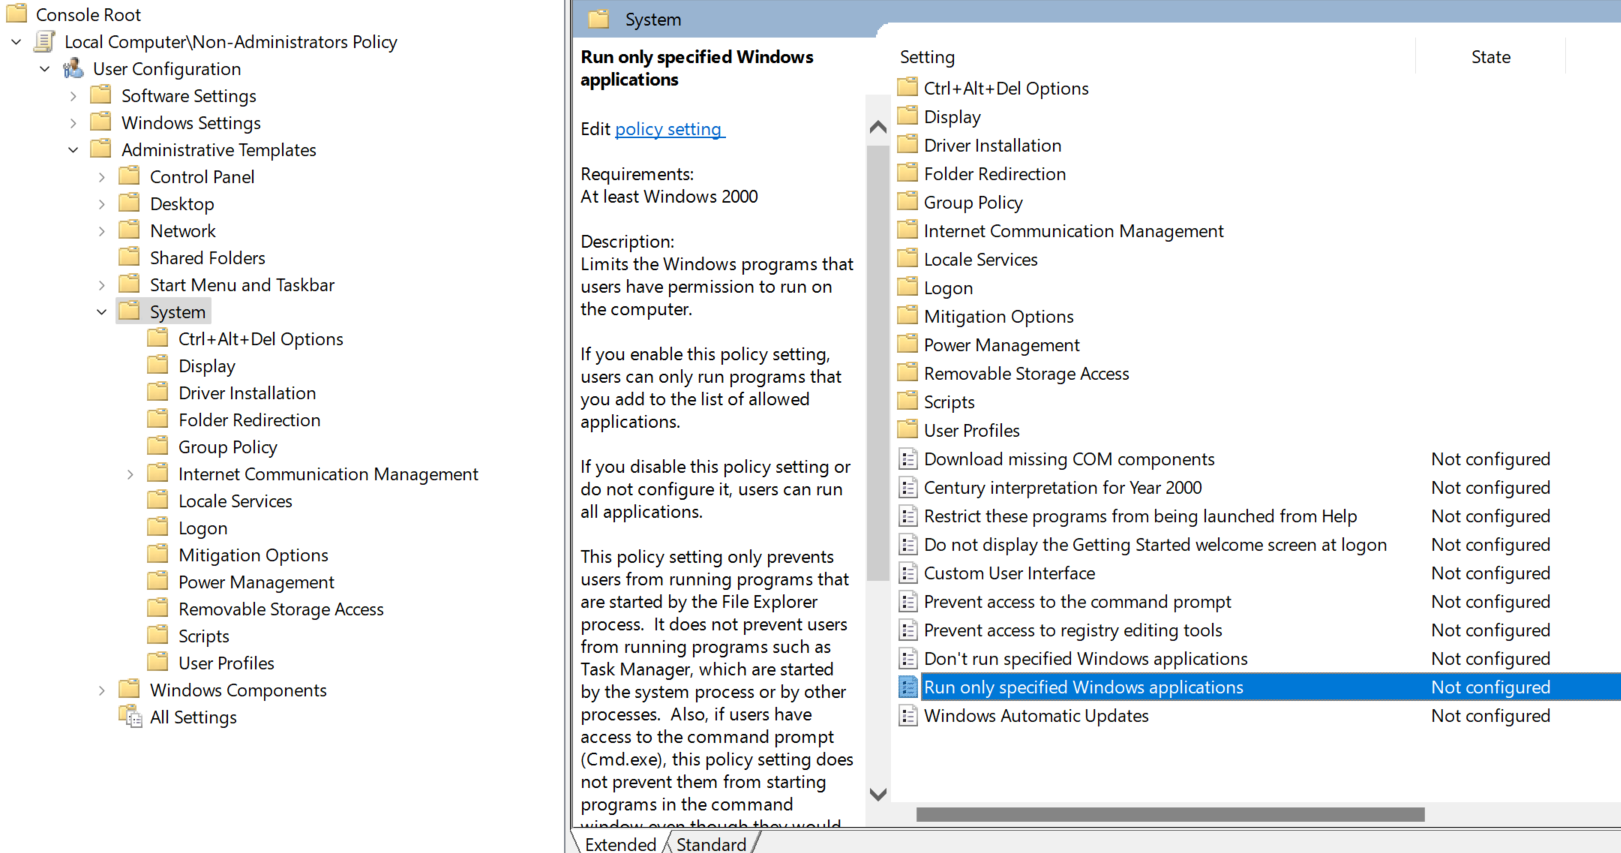 Console Root
Local Computer\Non-Administrators Policy
User Configuration
Software Settings
Windows Settings
Administrative Templates
Control Panel
Desktop
Network
Shared Folders
Start Menu and Taskbar
System
Ctrl+Alt+Del Options
Display
Driver Installation
Folder Redirection
Group Policy
Internet Communication Management
Locale Services
Logon
Mitigation Options
Power Management
Removable Storage Access
Scripts
User Profiles
Windows Components
All Settings
System
Run only specified Windows
applications
Edit policy setting
Requirements:
At least Windows 2000
Description:
Limits the Windows programs that
users have permission to run on
the computer.
If you enable this policy setting,
users can only run programs that
you add to the list of allowed
applications.
If you disable this policy setting or
do not configure it, users can run
all applications.
This policy setting only prevents
users from running programs that
are started by the File Explorer
process.  It does not prevent users
from running programs such as
Task Manager, which are started
by the system process or by other
processes.  Also, if users have
access to the command prompt
(Cmd.exe), this policy setting does
not prevent them from starting
programs in the command
window even though they would
Setting State
Ctrl+Alt+Del Options
Display
Driver Installation
Folder Redirection
Group Policy
Internet Communication Management
Locale Services
Logon
Mitigation Options
Power Management
Removable Storage Access
Scripts
User Profiles
Download missing COM components Not configured
Century interpretation for Year 2000 Not configured
Restrict these programs from being launched from Help Not configured
Do not display the Getting Started welcome screen at logon Not configured
Custom User Interface Not configured
Prevent access to the command prompt Not configured
Prevent access to registry editing tools Not configured
Don't run specified Windows applications Not configured
Run only specified Windows applications Not configured
Windows Automatic Updates Not configured
Extended Standard